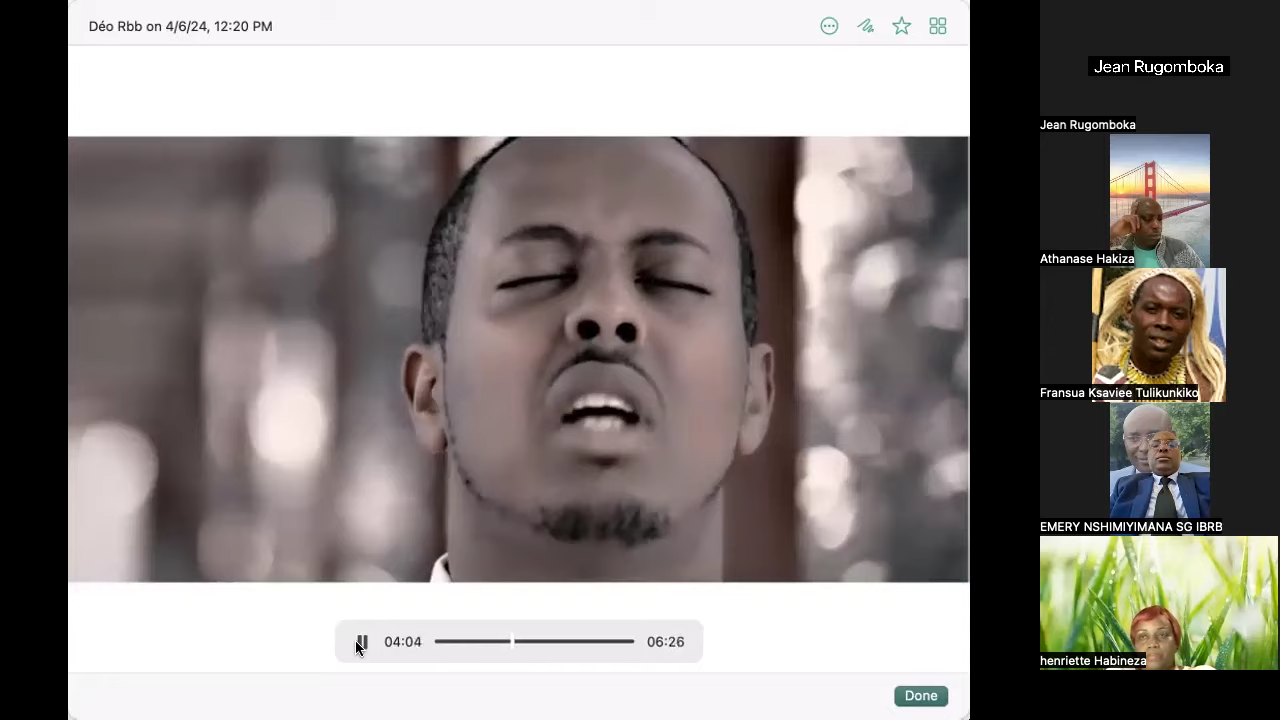 Déo Rbb on 4/6/24, 12:20 PM
Jean Rugomboka
Jean Rugomboka
Athanase Hakiza
Fransua Ksaviee Tulikunkiko
EMERY NSHIMIYIMANA SG IBRB
henriette Habineza
04:04
06:26
Done